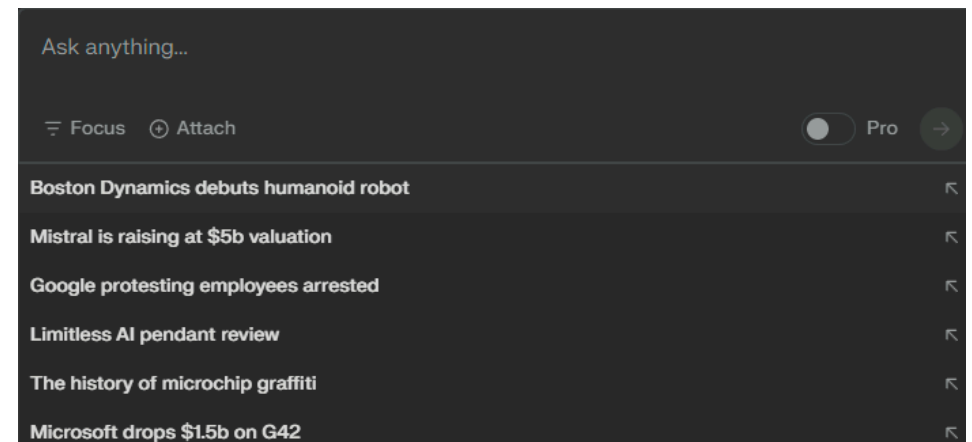 Ask anything...
Focus Attach Pro
Boston Dynamics debuts humanoid robot
Mistral is raising at $5b valuation
Google protesting employees arrested
Limitless AI pendant review
The history of microchip graffiti
Microsoft drops $1.5b on G42